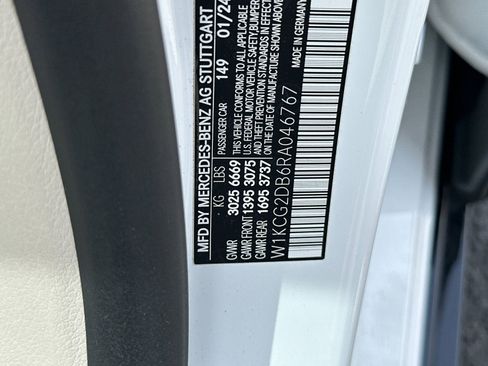 MFD BY MERCEDES-BENZ AG STUTTGART
PASSENGER CAR 149 01/24
KG LBS
GVWR 3025 6669
GAWR FRONT 1395 3075
GAWR REAR 1695 3737
THIS VEHICLE CONFORMS TO ALL APPLICABLE
U.S. FEDERAL MOTOR VEHICLE SAFETY/BUMPER
AND THEFT PREVENTION STANDARDS IN EFFECT
ON THE DATE OF MANUFACTURE SHOWN ABOVE
W1KCG2DB6RA046767
MADE IN GERMANY